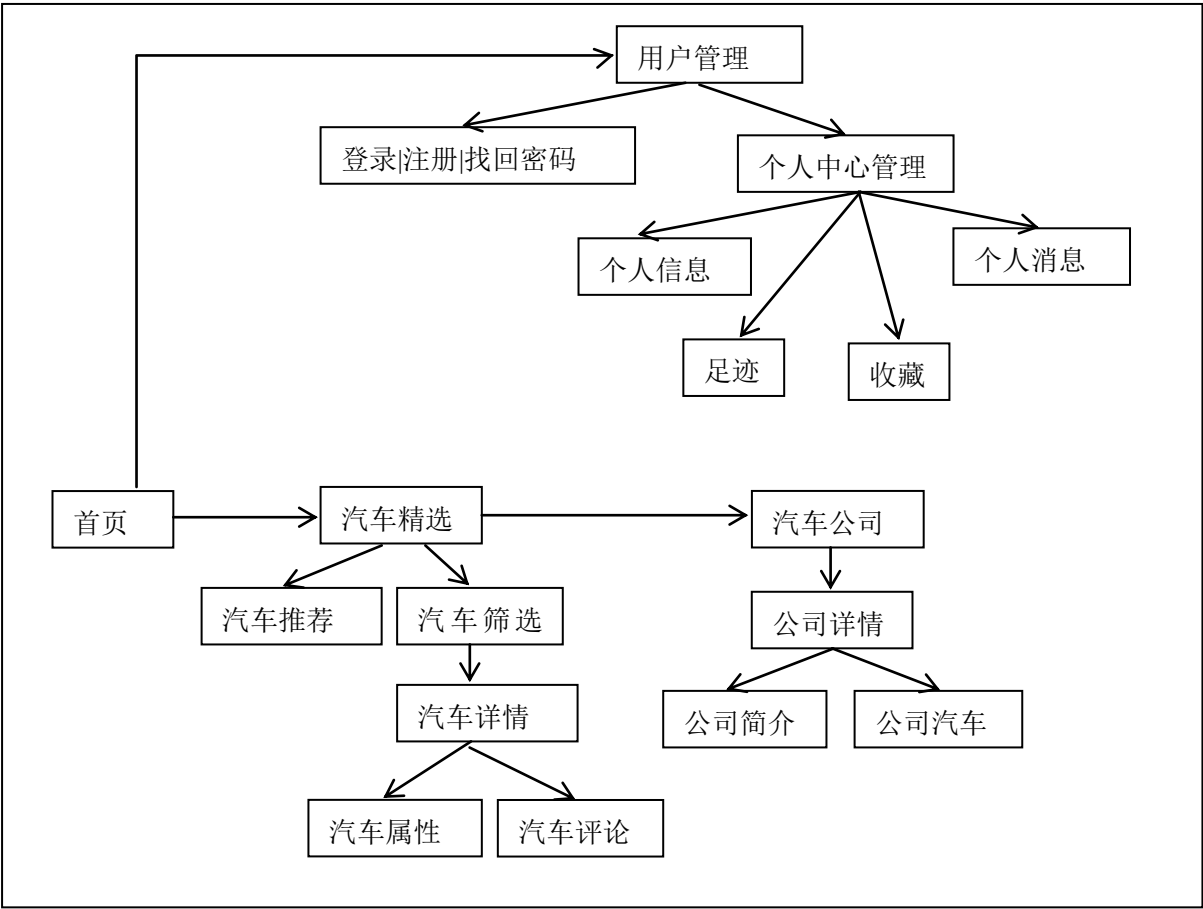 用户管理
登录|注册|找回密码
个人中心管理
个人信息
个人消息
足迹
收藏
首页
汽车精选
汽车公司
汽车推荐
汽车筛选
公司详情
汽车详情
公司简介
公司汽车
汽车属性
汽车评论